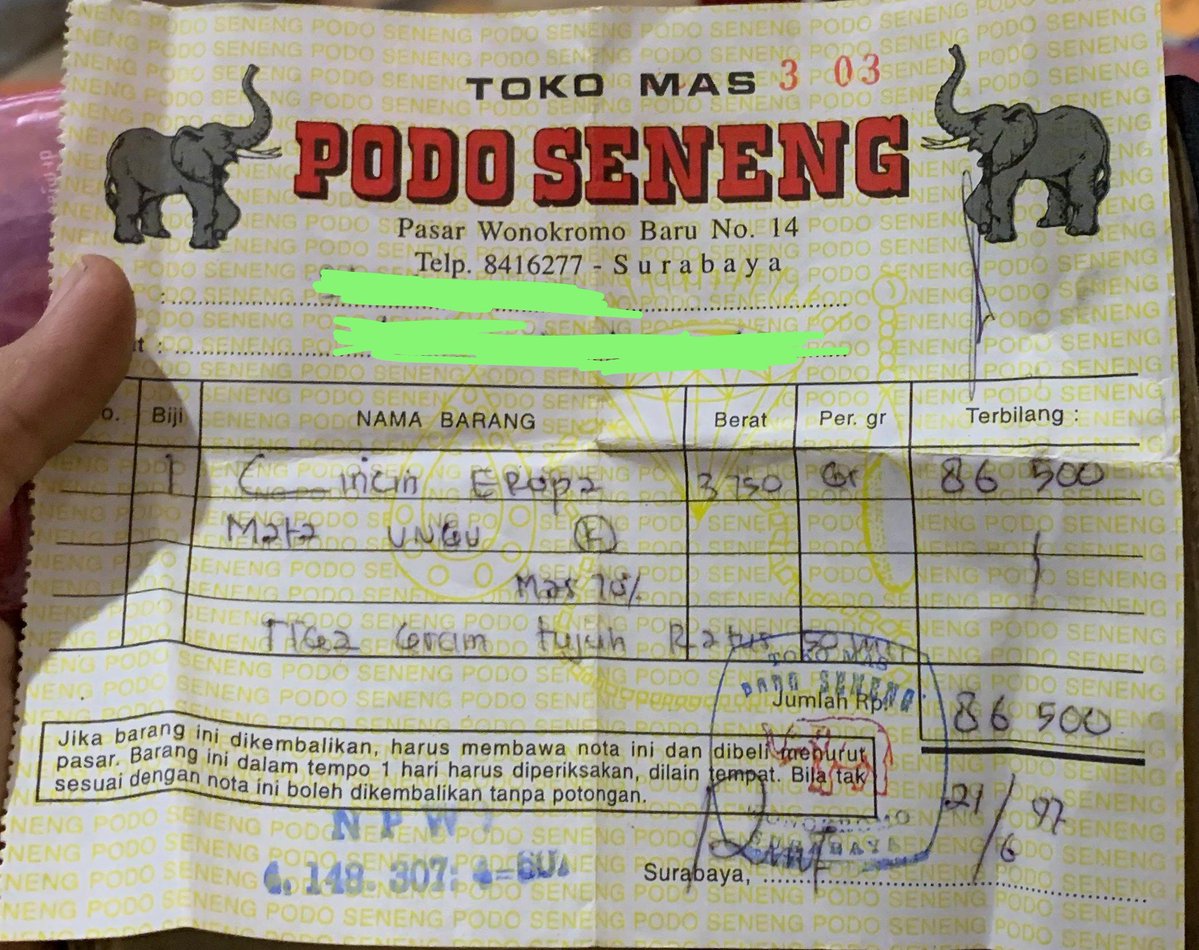 TOKO MAS 3 03
PODO SENENG
Pasar Wonokromo Baru No. 14
Telp. 8416277 - Surabaya
:
t :
o. Biji NAMA BARANG Berat Per. gr Terbilang :
1 C incin Eropa 3 750 Gr 86 500
Mata UNGU
Mas 70%
TIGa Gram tujuh Ratus 50
TOKO MAS
PODO SENENG
Jumlah Rp. 86 500
Jika barang ini dikembalikan, harus membawa nota ini dan dibeli menurut
pasar. Barang ini dalam tempo 1 hari harus diperiksakan, dilain tempat. Bila tak
sesuai dengan nota ini boleh dikembalikan tanpa potongan.
WONOKROMO
SURABAYA
21/6 97
Surabaya,